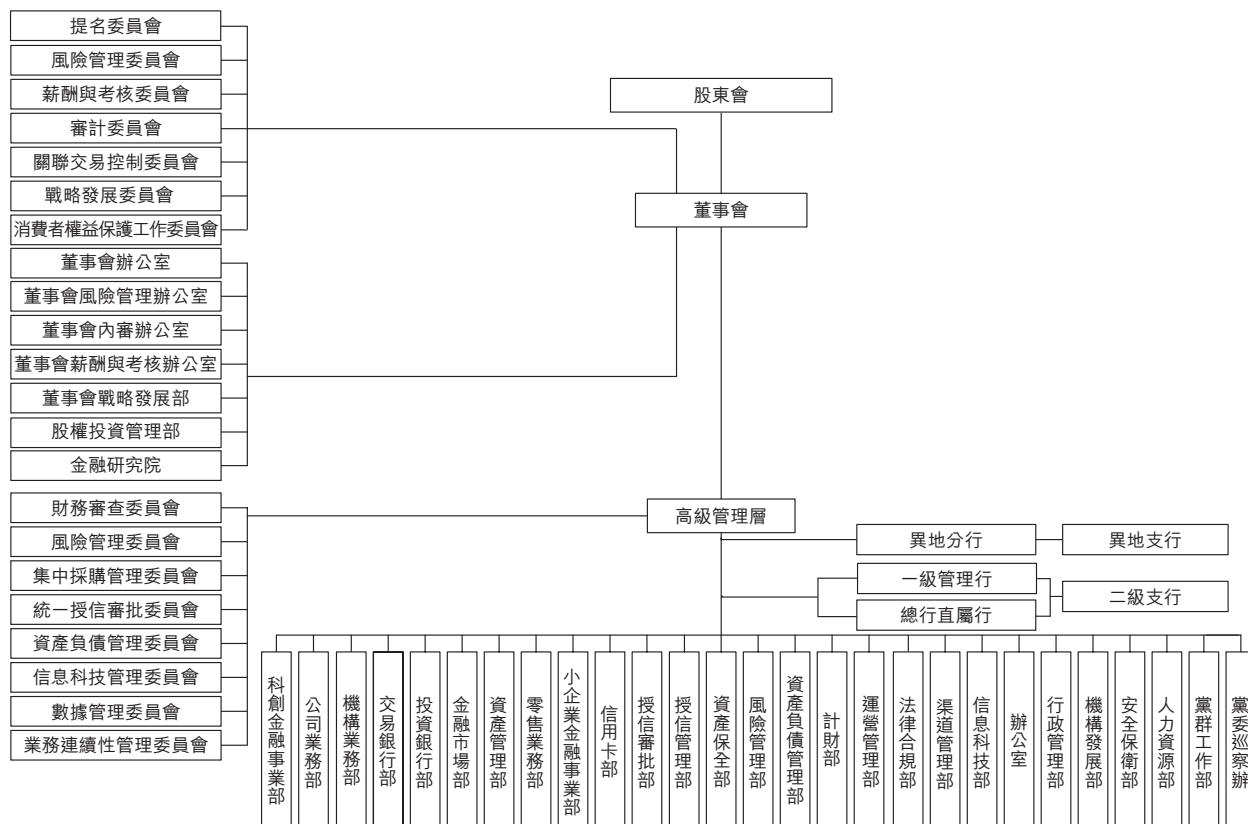 提名委員會
風險管理委員會
薪酬與考核委員會
審計委員會
關聯交易控制委員會
戰略發展委員會
消費者權益保護工作委員會
董事會辦公室
董事會風險管理辦公室
董事會內審辦公室
董事會薪酬與考核辦公室
董事會戰略發展部
股權投資管理部
金融研究院
財務審查委員會
風險管理委員會
集中採購管理委員會
統一授信審批委員會
資產負債管理委員會
信息科技管理委員會
數據管理委員會
業務連續性管理委員會
股東會
董事會
高級管理層
異地分行
異地支行
一級管理行
總行直屬行
二級支行
科創金融事業部
公司業務部
機構業務部
交易銀行部
投資銀行部
金融市場部
資產管理部
零售業務部
小企業金融事業部
信用卡部
授信審批部
授信管理部
資產保全部
風險管理部
資產負債管理部
計財部
運營管理部
法律合規部
渠道管理部
信息科技部
辦公室
行政管理部
機構發展部
安全保衛部
人力資源部
黨群工作部
黨委巡察辦